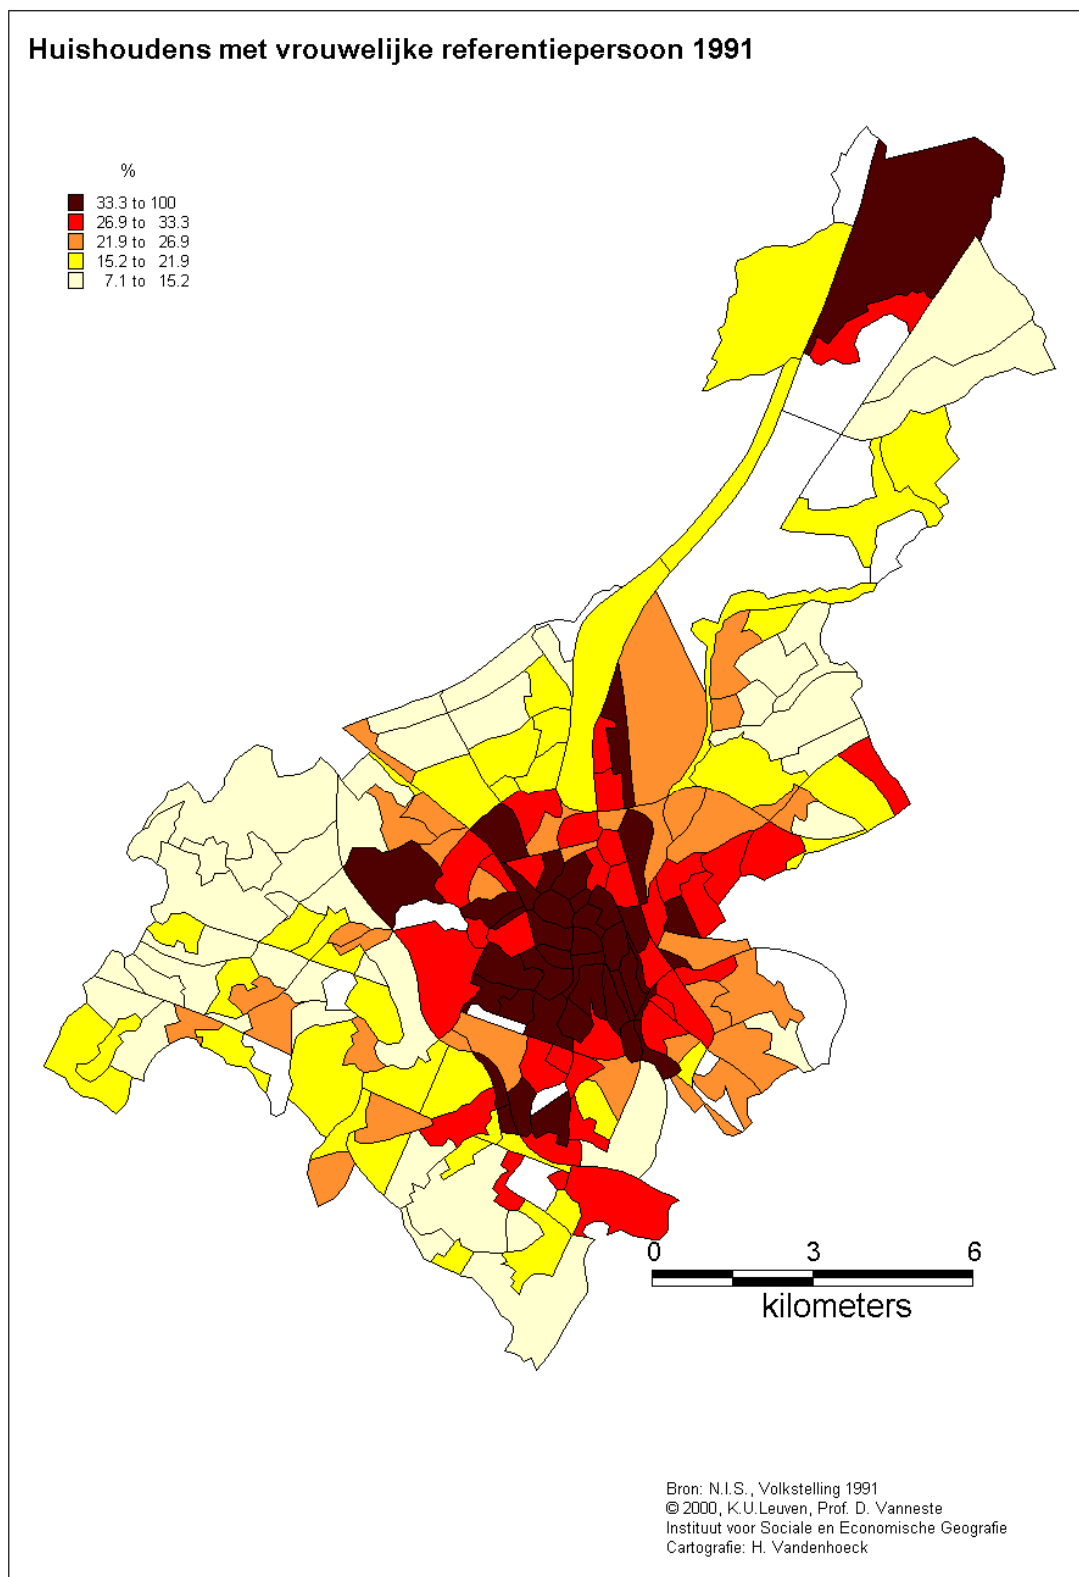 Huishoudens met vrouwelijke referentiepersoon 1991
%
33.3 to 100
26.9 to 33.3
21.9 to 26.9
15.2 to 21.9
7.1 to 15.2
0 3 6
kilometers
Bron: N.I.S., Volkstelling 1991
© 2000, K.U.Leuven, Prof. D. Vanneste
Instituut voor Sociale en Economische Geografie
Cartografie: H. Vandenhoeck